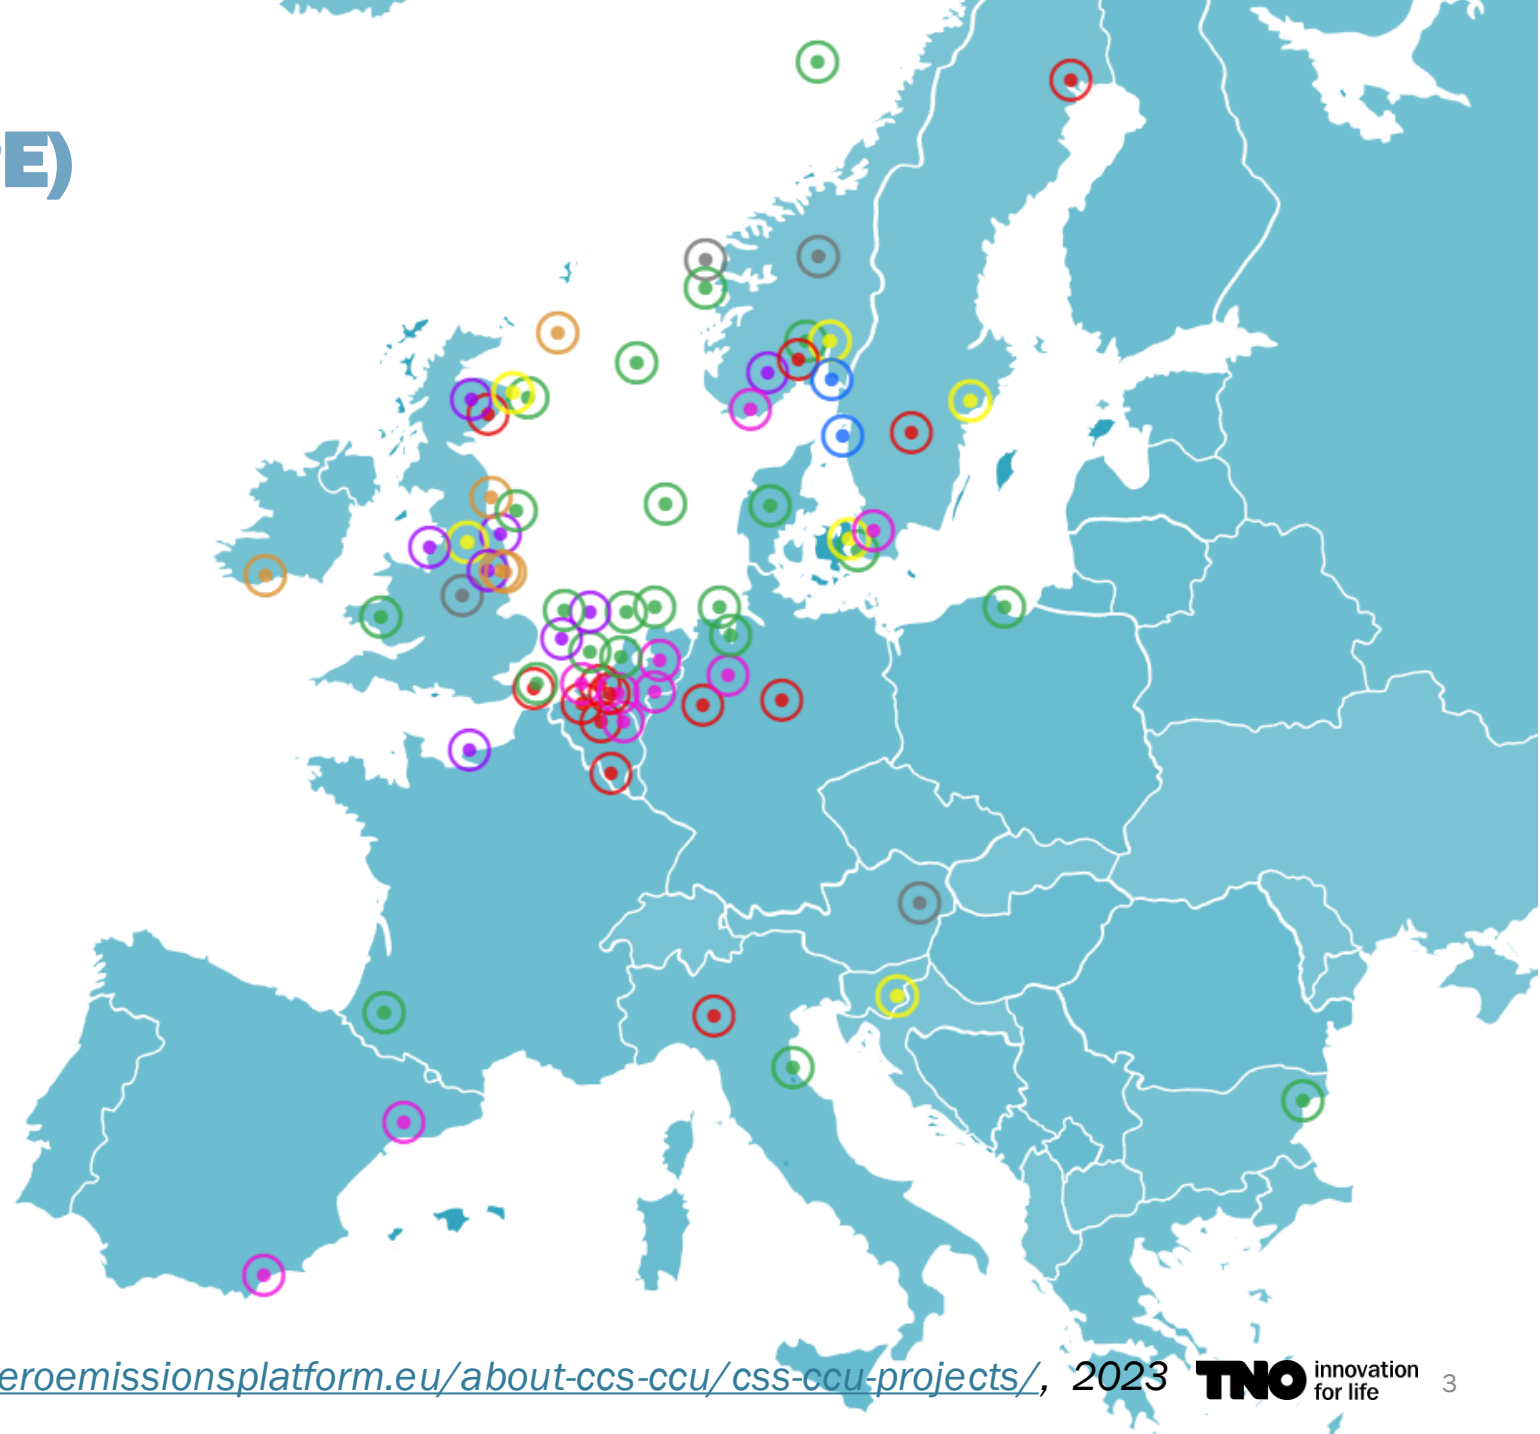 E)
eroemissionsplatform.eu/about-ccs-ccu/css-ccu-projects/, 2023
TNO innovation
for life
3